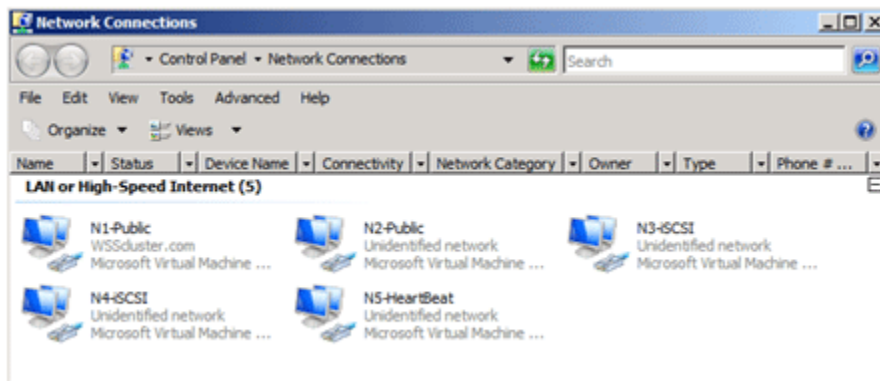 Network Connections
Control Panel Network Connections Search
File Edit View Tools Advanced Help
Organize Views
Name Status Device Name Connectivity Network Category Owner Type Phone # ...
LAN or High-Speed Internet (5)
N1-Public N2-Public N3-iSCSI
WSScluster.com Unidentified network Unidentified network
Microsoft Virtual Machine ... Microsoft Virtual Machine ... Microsoft Virtual Machine ...
N4-iSCSI N5-HeartBeat
Unidentified network Unidentified network
Microsoft Virtual Machine ... Microsoft Virtual Machine ...